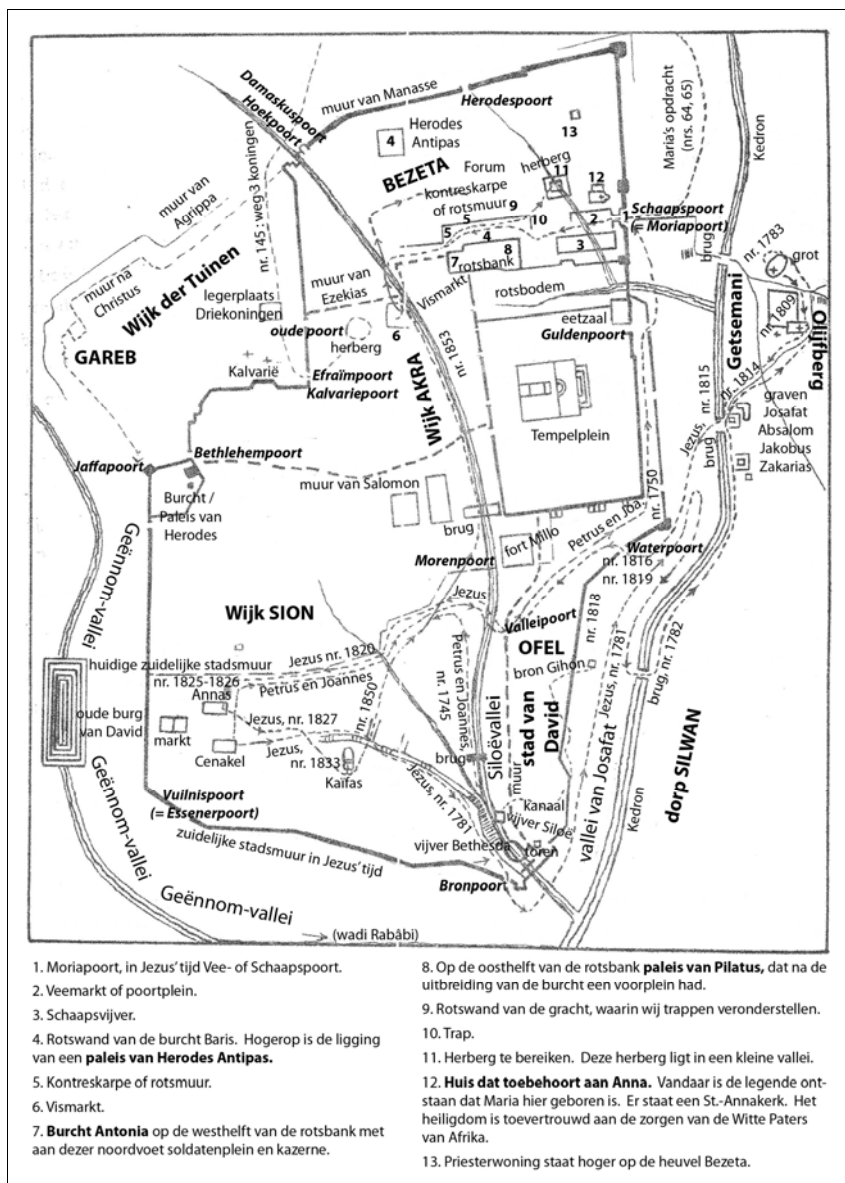 Damaskuspoort
Hoekpoort
muur van Manasse
Herodespoort
13
4
Herodes
Antipas
BEZETA
Forum
herberg
11
12
kontreskarpe
of rotsmuur
9
5
5
10
4
2
1
Schaapspoort
(= Moriapoort)
3
7
8
rotsbank
Maria's opdracht
(nrs. 64, 65)
Kedron
brug
nr. 1783
grot
muur van
Agrippa
nr. 145 : weg 3 koningen
muur na
Christus
Wijk der Tuinen
legerplaats
Driekoningen
muur van
Ezekias
Vismarkt
rotsbodem
eetzaal
Guldenpoort
oude poort
herberg
6
nr. 1853
Getsemani
nr. 1809
Olijfberg
GAREB
Kalvarië
Efraïmpoort
Kalvariepoort
Wijk AKRA
Tempelplein
nr. 1815
nr. 1814
Jezus,
brug
graven
Josafat
Absalom
Jakobus
Zakarias
Jaffapoort
Bethlehempoort
muur van Salomon
Burcht /
Paleis van
Herodes
brug
fort Millo
Petrus en Joa.
nr. 1750
Morenpoort
Waterpoort
nr. 1816
nr. 1819
Geënnom-vallei
Wijk SION
Jezus
Valleipoort
OFEL
nr. 1818
bron Gihon
huidige zuidelijke stadsmuur
Jezus nr. 1820
nr. 1825-1826
Petrus en Joannes
Annas
oude burg
van David
markt
Jezus, nr. 1827
nr. 1850
Cenakel
Jezus,
nr. 1833
Kaïfas
Petrus en Joannes,
nr. 1745
brug
Siloëvallei
stad van
David
muur
Jezus, nr. 1781
brug, nr. 1782
vallei van Josafat
Kedron
dorp SILWAN
Jezus, nr. 1781
kanaal
vijver Siloë
vijver Bethesda
toren
Bronpoort
Vuilnispoort
(= Essenerpoort)
zuidelijke stadsmuur in Jezus' tijd
Geënnom-vallei
Geënnom-vallei
(wadi Rabâbi)
1. Moriapoort, in Jezus' tijd Vee- of Schaapspoort.
2. Veemarkt of poortplein.
3. Schaapsvijver.
4. Rotswand van de burcht Baris. Hogerop is de ligging
van een paleis van Herodes Antipas.
5. Kontreskarpe of rotsmuur.
6. Vismarkt.
7. Burcht Antonia op de westhelft van de rotsbank met
aan dezer noordvoet soldatenplein en kazerne.
8. Op de oosthelft van de rotsbank paleis van Pilatus, dat na de
uitbreiding van de burcht een voorplein had.
9. Rotswand van de gracht, waarin wij trappen veronderstellen.
10. Trap.
11. Herberg te bereiken. Deze herberg ligt in een kleine vallei.
12. Huis dat toebehoort aan Anna. Vandaar is de legende ont-
staan dat Maria hier geboren is. Er staat een St.-Annakerk. Het
heiligdom is toevertrouwd aan de zorgen van de Witte Paters
van Afrika.
13. Priesterwoning staat hoger op de heuvel Bezeta.